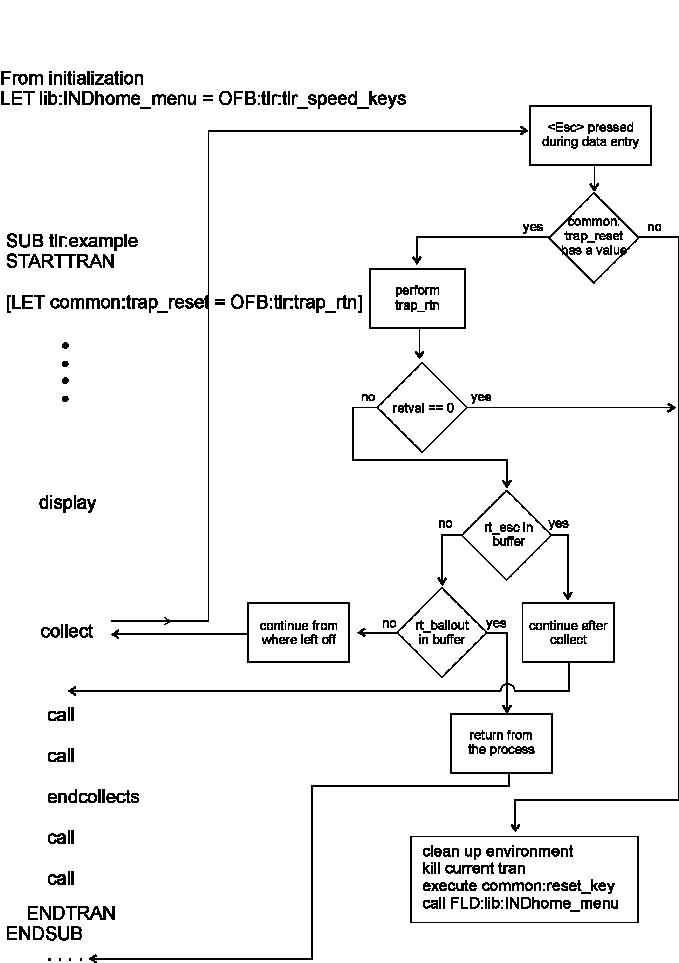 From initialization
LET lib:INDhome_menu = OFB:tlr:tlr_speed_keys
<Esc> pressed
during data entry
common:
trap_reset
has a value
yes
no
SUB tlr:example
STARTTRAN
[LET common:trap_reset = OFB:tlr:trap_rtn]
perform
trap_rtn
retval == 0
no
yes
display
rt_esc in
buffer
no
yes
collect
continue from
where left off
rt_bailout
in buffer
no
yes
continue after
collect
call
return from
the process
call
endcollects
call
call
clean up environment
kill current tran
execute common:reset_key
call FLD:lib:INDhome_menu
ENDTRAN
ENDSUB
. . . .